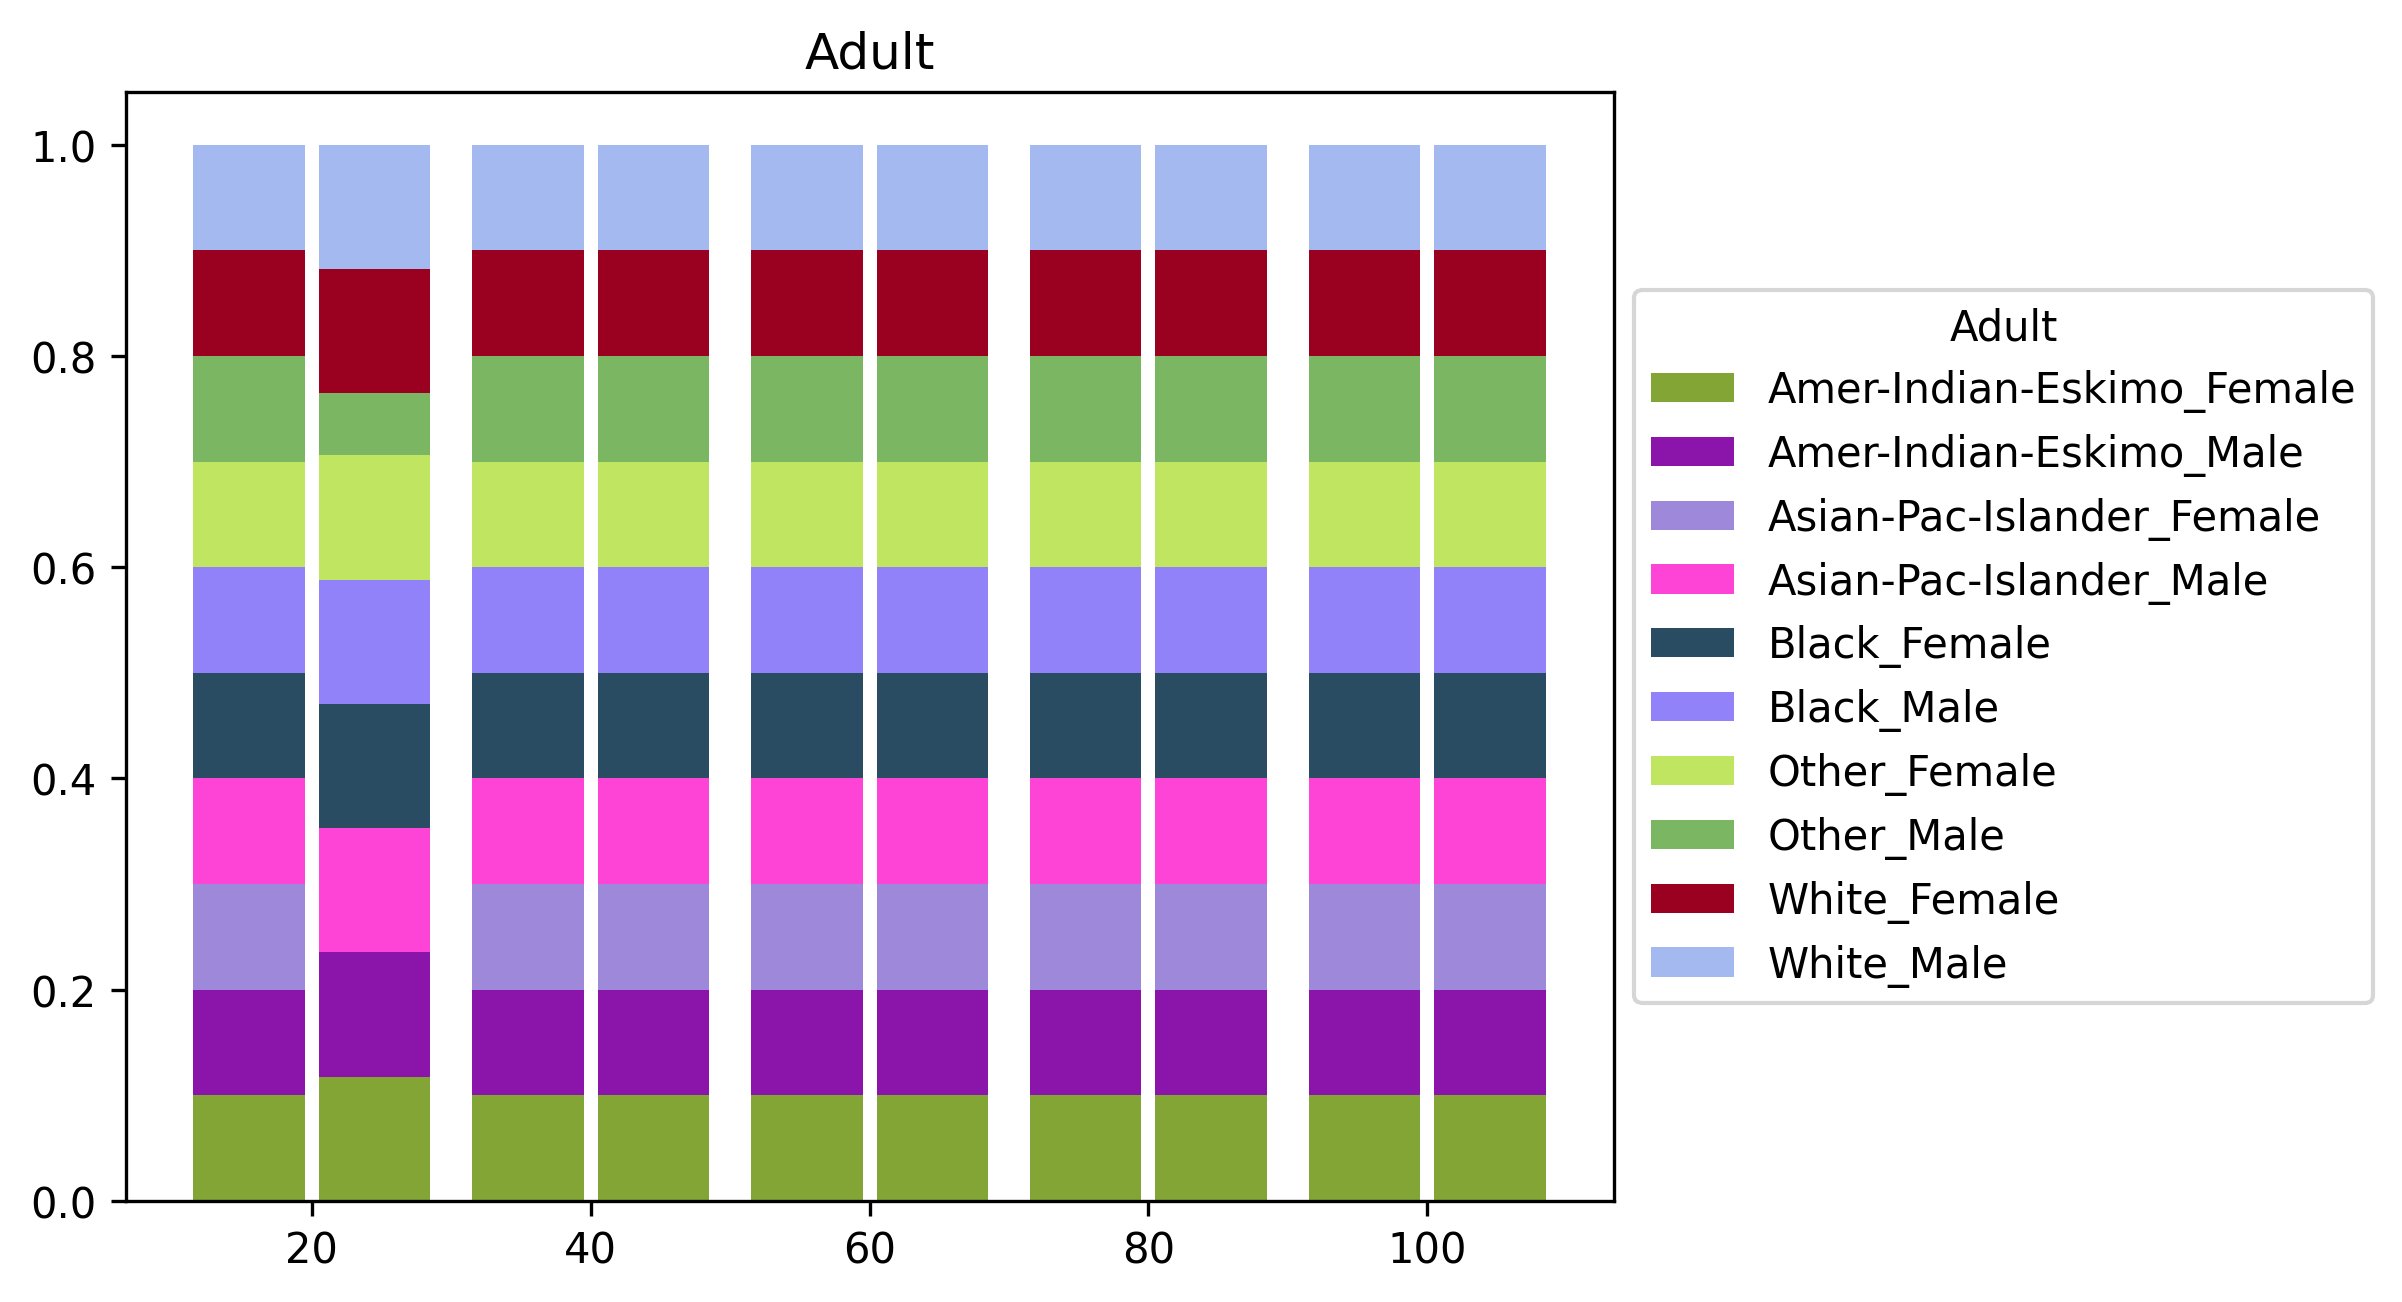 Adult
1.0
0.8
0.6
0.4
0.2
0.0
20 40 60 80 100
Adult
Amer-Indian-Eskimo_Female
Amer-Indian-Eskimo_Male
Asian-Pac-Islander_Female
Asian-Pac-Islander_Male
Black_Female
Black_Male
Other_Female
Other_Male
White_Female
White_Male